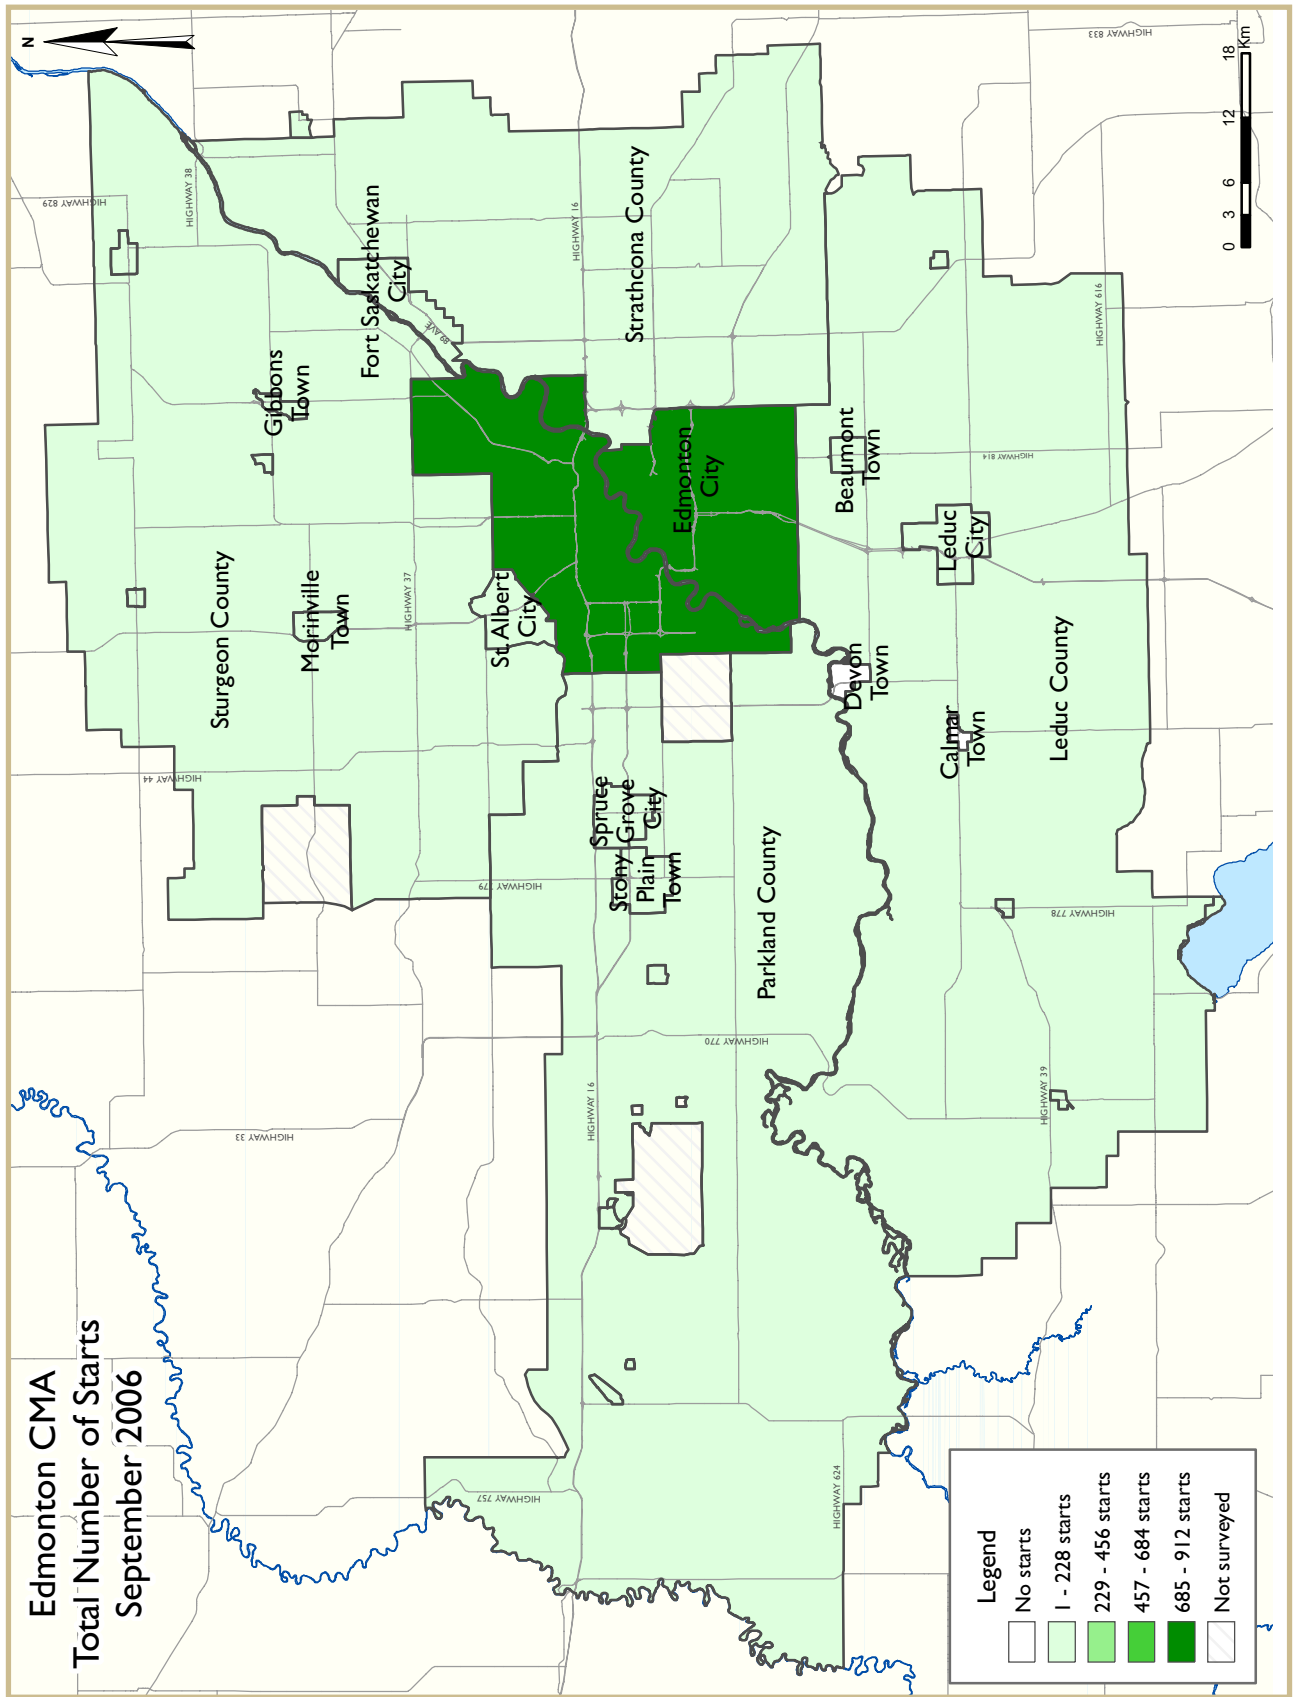 Edmonton CMA
Total Number of Starts
September 2006
N
HIGHWAY 829
HIGHWAY 38
HIGHWAY 44
HIGHWAY 37
HIGHWAY 33
HIGHWAY 779
HIGHWAY 757
HIGHWAY 16
HIGHWAY 16
HIGHWAY 770
HIGHWAY 624
HIGHWAY 39
HIGHWAY 778
HIGHWAY 814
HIGHWAY 616
HIGHWAY 833
89 AVE
Sturgeon County
Gibbons
Town
Morinville
Town
Fort Saskatchewan
City
St. Albert
City
Strathcona County
Edmonton
City
Spruce
Grove
City
Stony
Plain
Town
Parkland County
Devon
Town
Beaumont
Town
Leduc
City
Calmar
Town
Leduc County
Legend
No starts
1 - 228 starts
229 - 456 starts
457 - 684 starts
685 - 912 starts
Not surveyed
0 3 6 12 18
Km